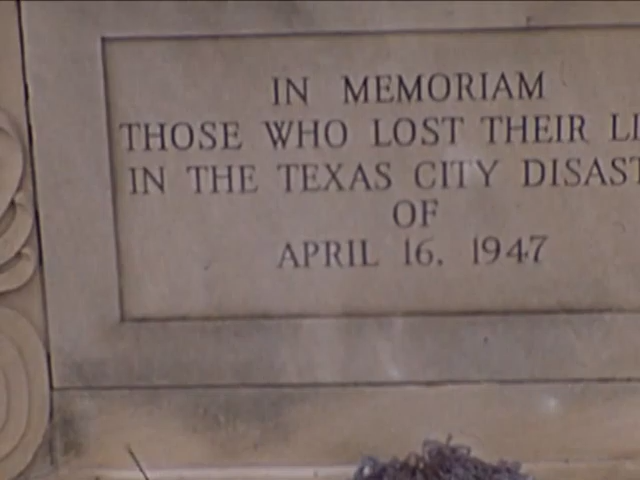 IN MEMORIAM
THOSE WHO LOST THEIR LI
IN THE TEXAS CITY DISAST
OF
APRIL 16. 1947